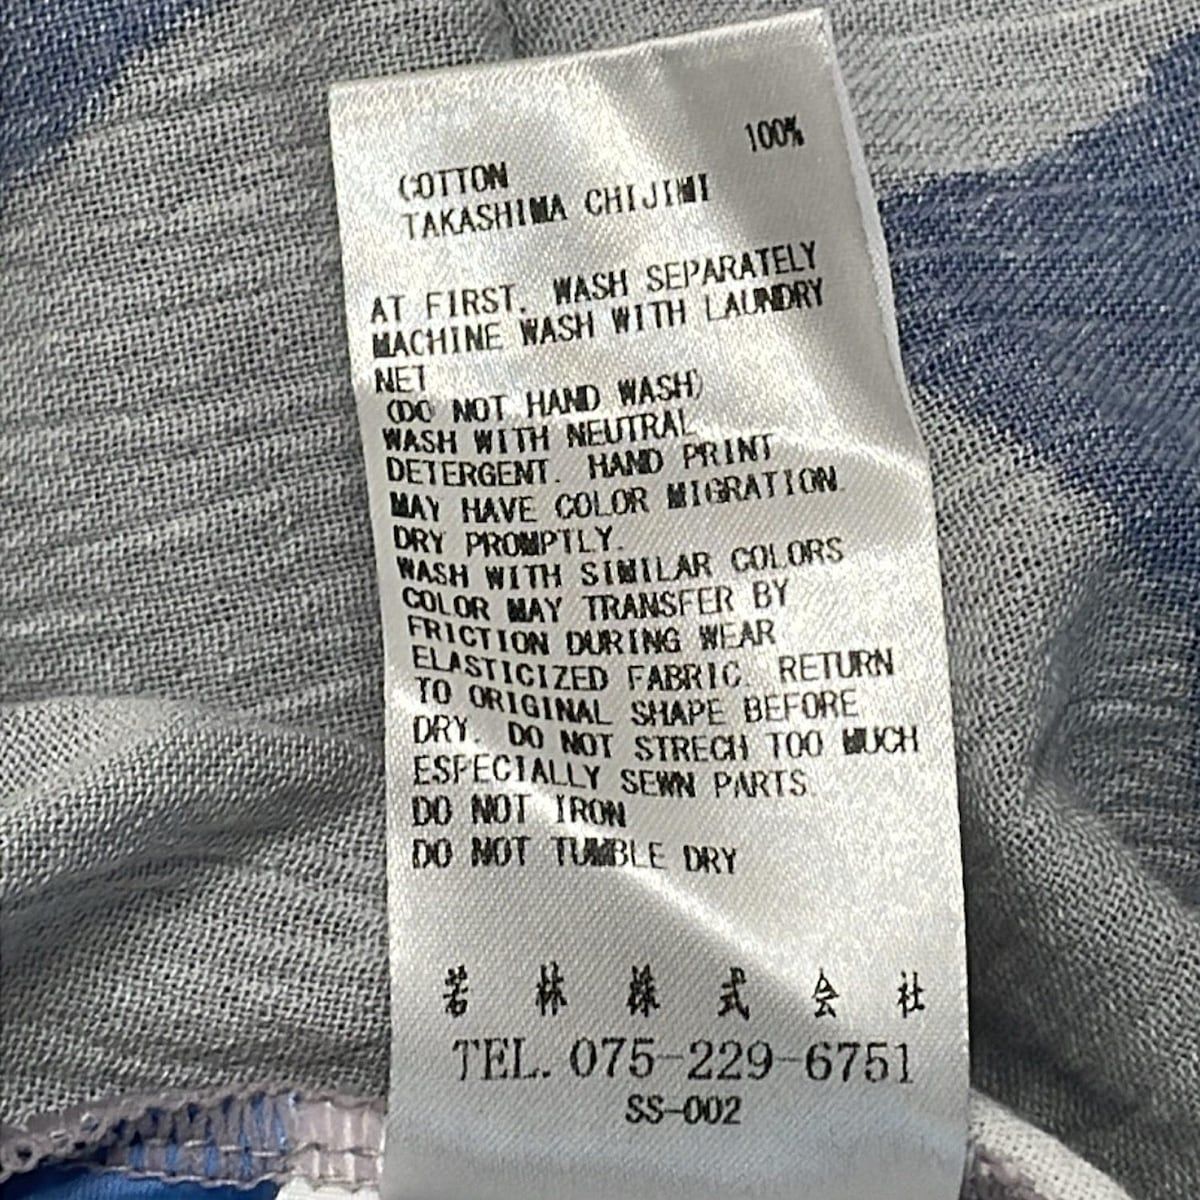 100%
COTTON
TAKASHIMA CHIJIMI
AT FIRST, WASH SEPARATELY
MACHINE WASH WITH LAUNDRY
NET
(DO NOT HAND WASH)
WASH WITH NEUTRAL
DETERGENT. HAND PRINT
MAY HAVE COLOR MIGRATION.
DRY PROMPTLY.
WASH WITH SIMILAR COLORS
COLOR MAY TRANSFER BY
FRICTION DURING WEAR
ELASTICIZED FABRIC. RETURN
TO ORIGINAL SHAPE BEFORE
DRY. DO NOT STRECH TOO MUCH
ESPECIALLY SEWN PARTS.
DO NOT IRON
DO NOT TUMBLE DRY
若林株式会社
TEL. 075-229-6751
SS-002